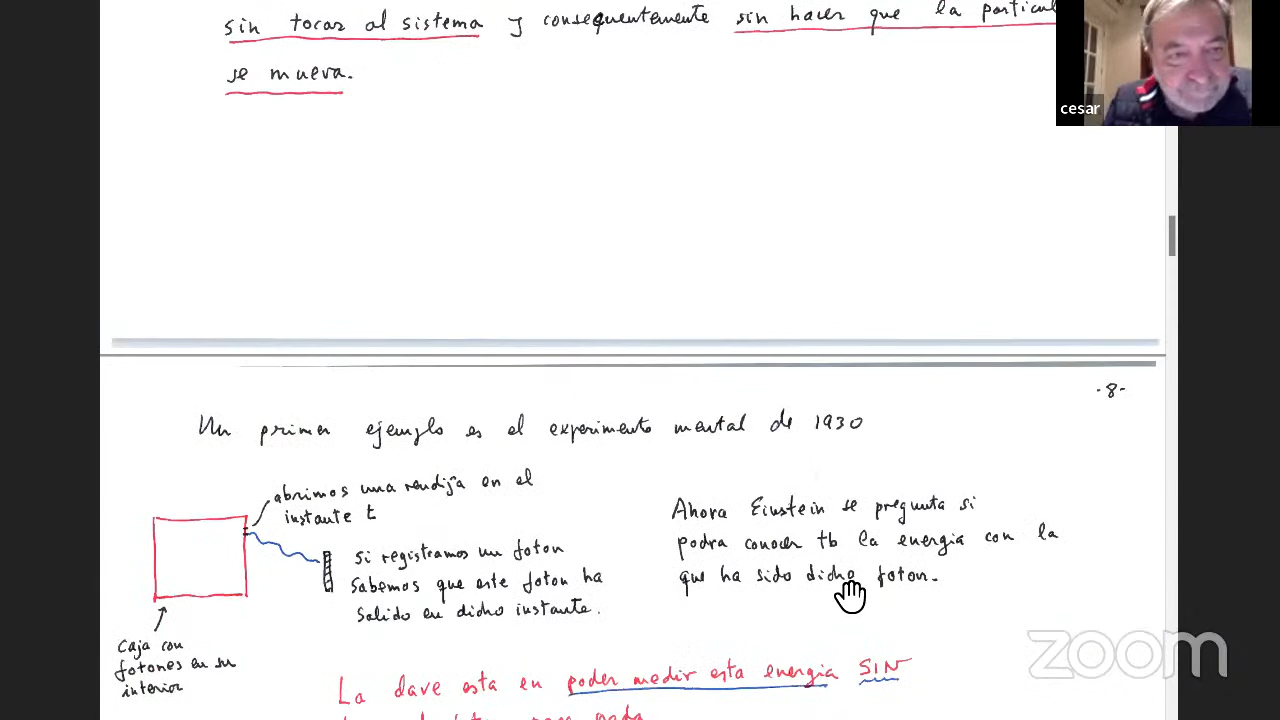 sin tocar al sistema y consequentemente sin hacer que la particul
se mueva.
cesar
-8-
Un primer ejemplo es el experimento mental de 1930
abrimos una rendija en el
instante t
si registramos un foton
sabemos que este foton ha
salido en dicho instante.
Caja con
fotones en su
interior
Ahora Einstein se pregunta si
podra conocer tb la energia con la
que ha sido dicho foton.
La clave esta en poder medir esta energia SIN
zoom